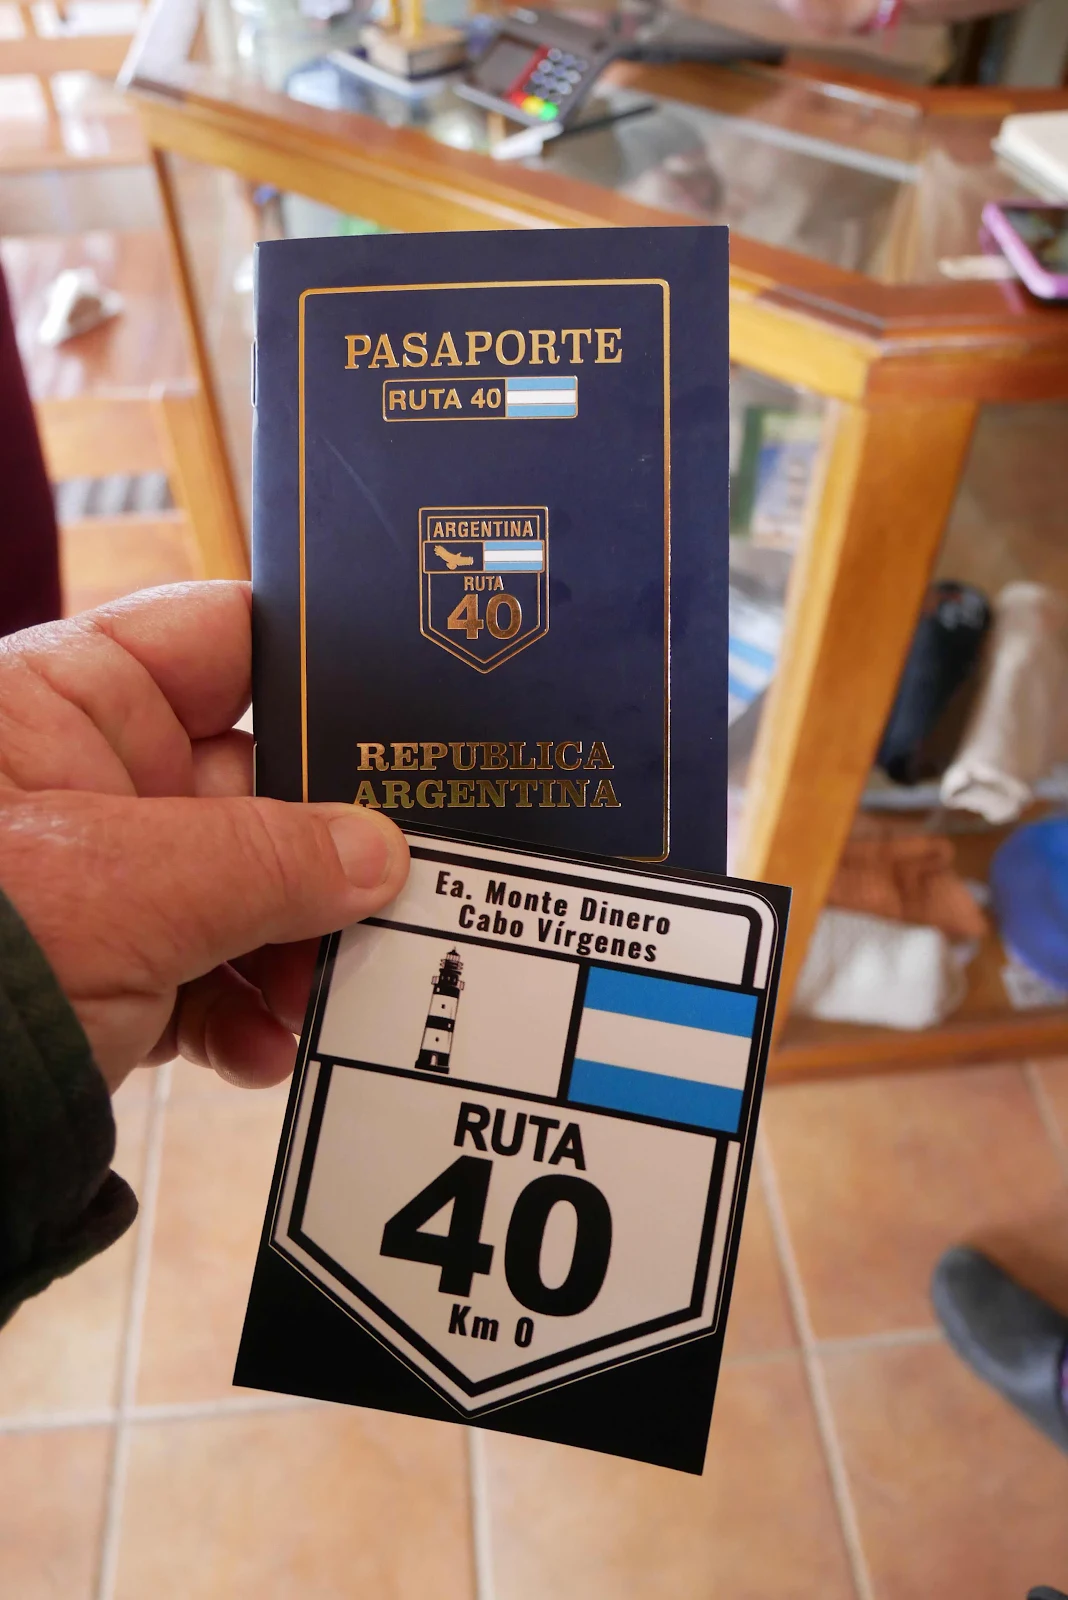 PASAPORTE
RUTA 40
ARGENTINA
RUTA
40
REPUBLICA
ARGENTINA
Ea. Monte Dinero
Cabo Vírgenes
RUTA
40
Km 0